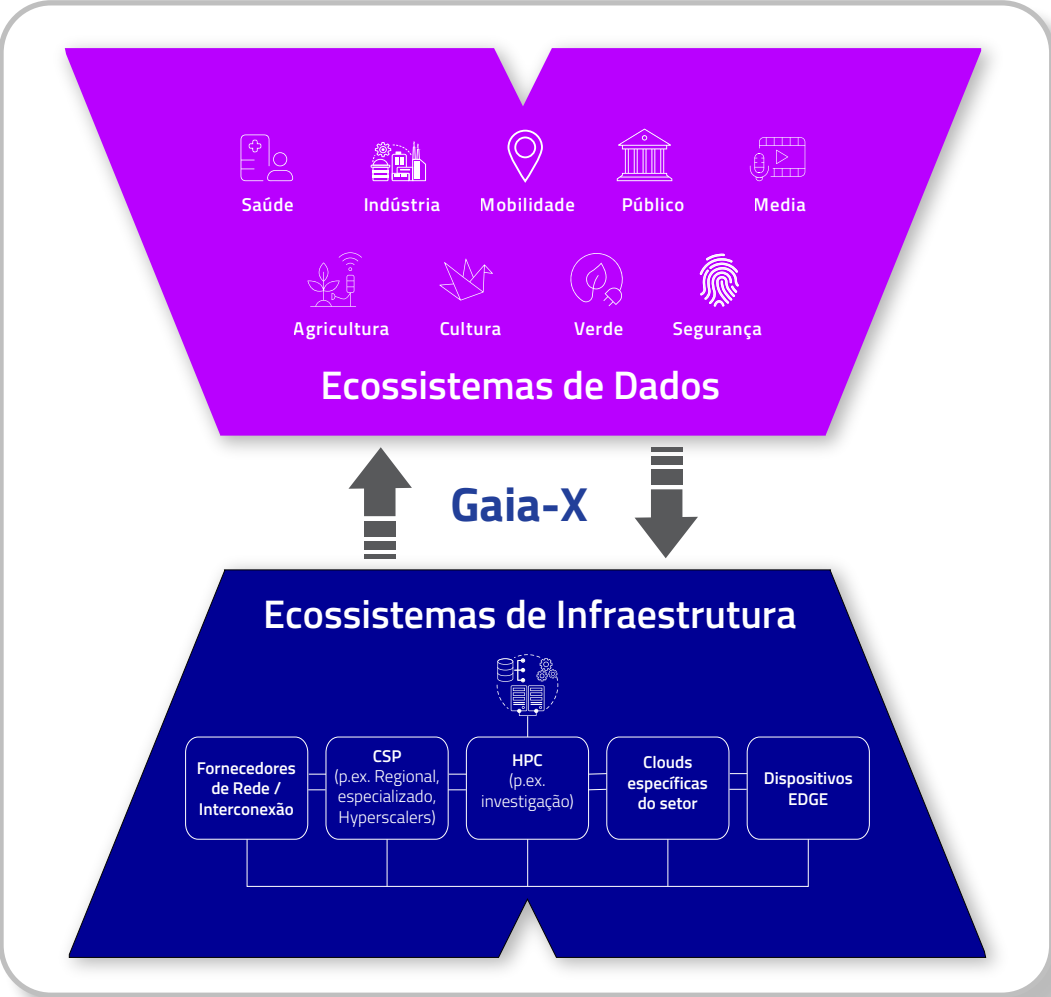 Saúde
Indústria
Mobilidade
Público
Media
Agricultura
Cultura
Verde
Segurança
Ecossistemas de Dados
Gaia-X
Ecossistemas de Infraestrutura
Fornecedores
de Rede /
Interconexão
CSP
(p.ex. Regional,
especializado,
Hyperscalers)
HPC
(p.ex.
investigação)
Clouds
específicas
do setor
Dispositivos
EDGE